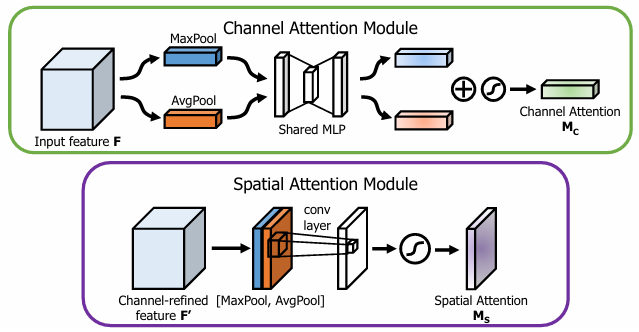 Channel Attention Module
MaxPool
AvgPool
Input feature F
Shared MLP
Channel Attention
Mc
Spatial Attention Module
conv
layer
Channel-refined
feature F’
[MaxPool, AvgPool]
Spatial Attention
Ms